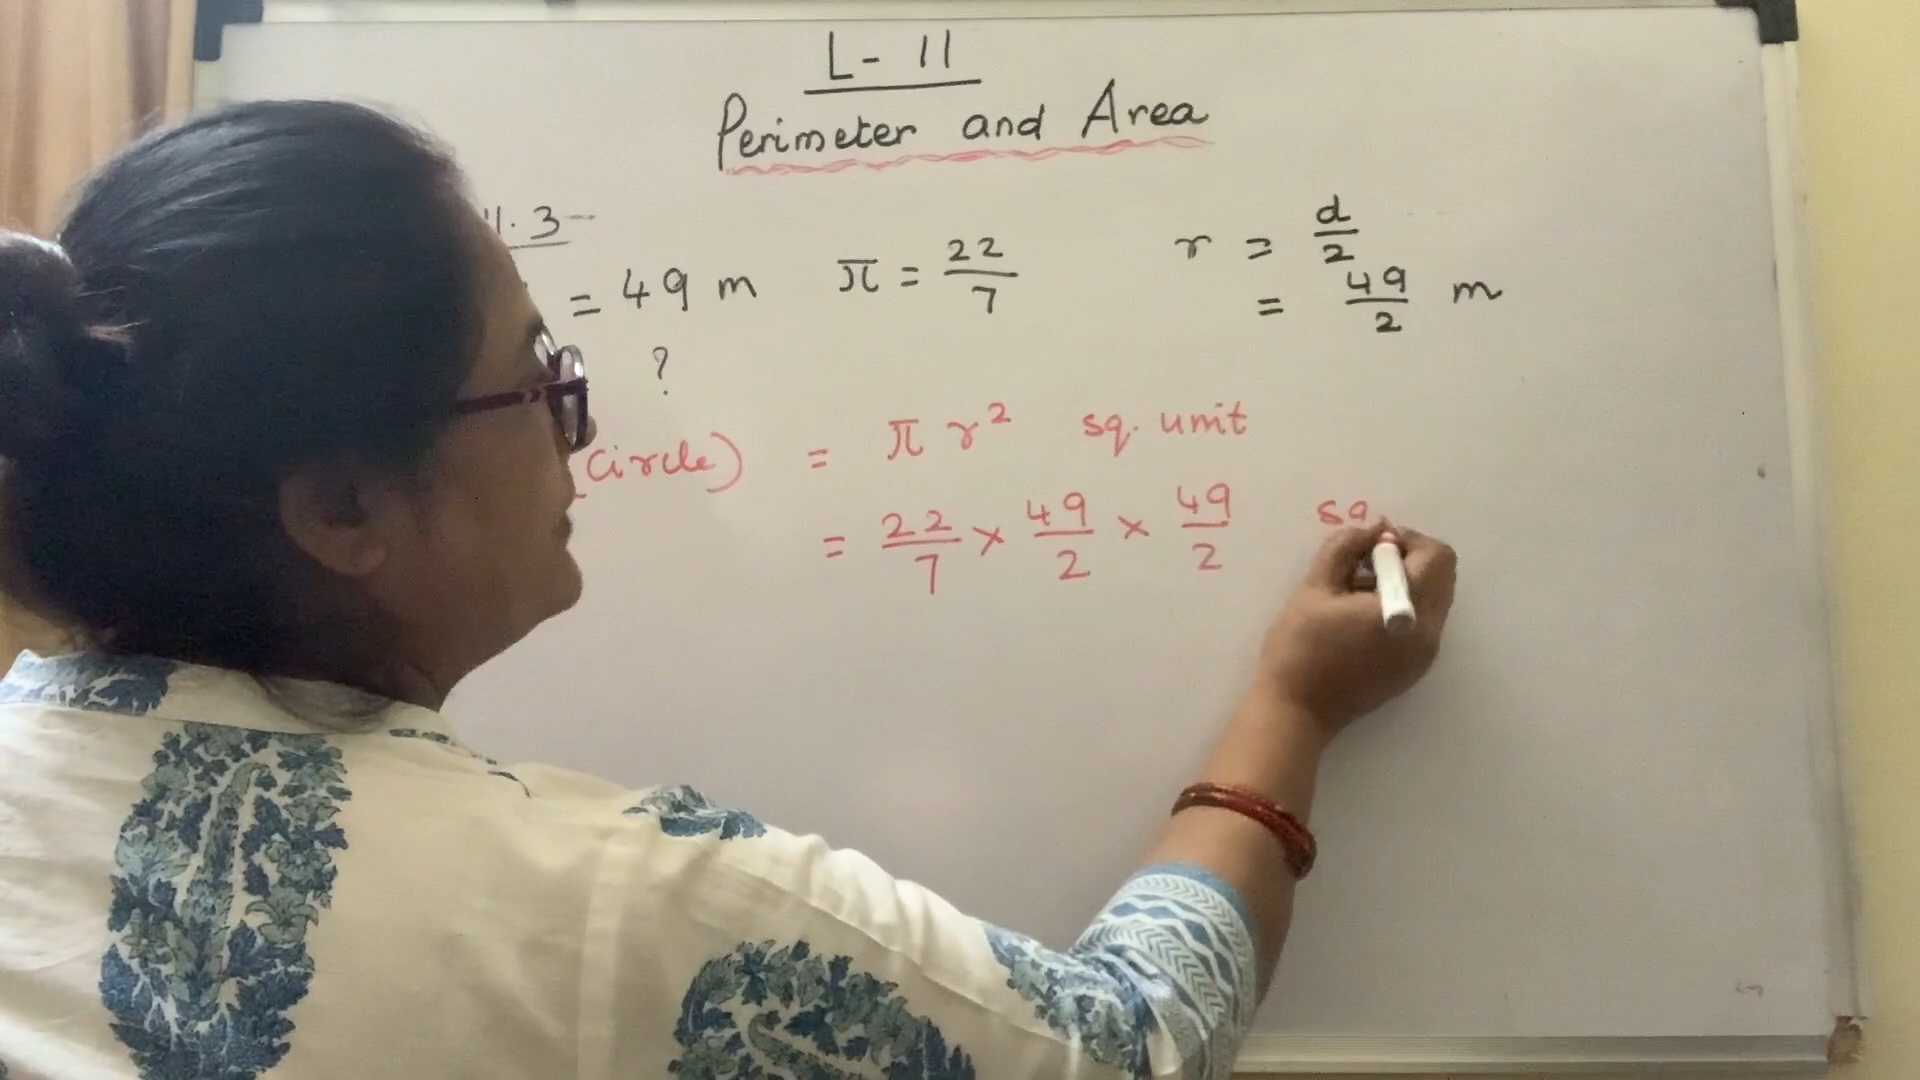 L - 11
Perimeter and Area
11.3
= 49 m π = 22/7 r = d/2
= 49/2 m
?
(circle) = π r² sq. unit
= 22/7 × 49/2 × 49/2 sq